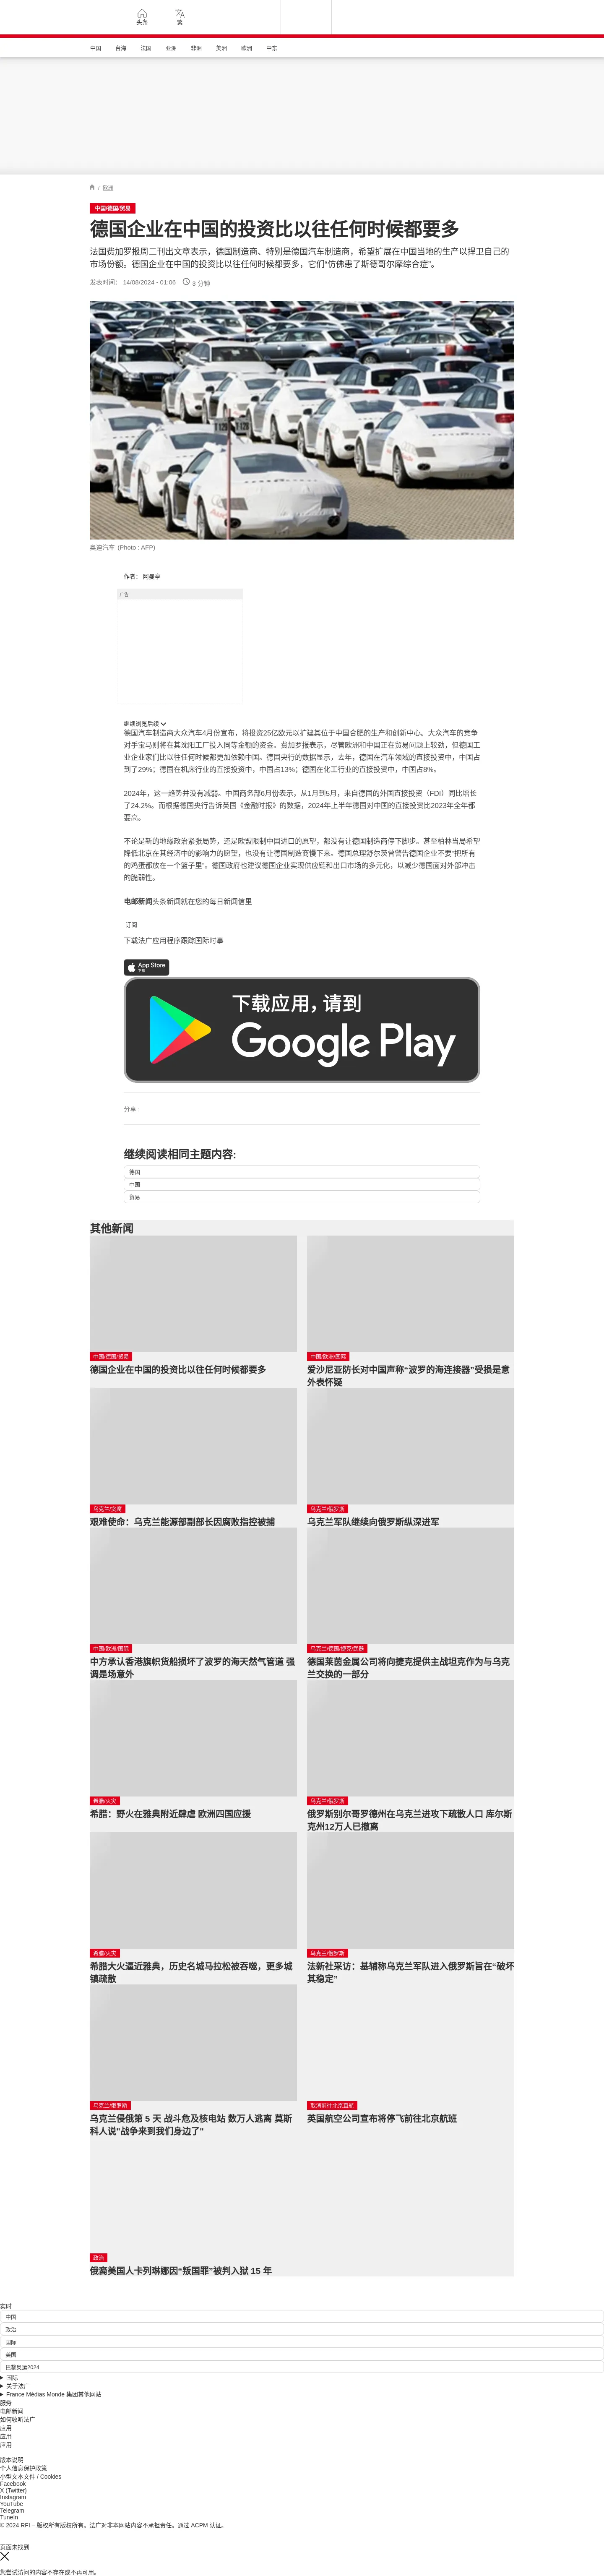 头条
繁
中国
台海
法国
亚洲
非洲
美洲
欧洲
中东
/ 欧洲
中国/德国/贸易
德国企业在中国的投资比以往任何时候都要多
法国费加罗报周二刊出文章表示，德国制造商、特别是德国汽车制造商，希望扩展在中国当地的生产以捍卫自己的
市场份额。德国企业在中国的投资比以往任何时候都要多，它们“仿佛患了斯德哥尔摩综合症”。
发表时间： 14/08/2024 - 01:06 3 分钟
奥迪汽车 (Photo : AFP)
作者： 阿曼亭
广告
继续浏览后续
德国汽车制造商大众汽车4月份宣布，将投资25亿欧元以扩建其位于中国合肥的生产和创新中心。大众汽车的竞争
对手宝马则将在其沈阳工厂投入同等金额的资金。费加罗报表示，尽管欧洲和中国正在贸易问题上较劲，但德国工
业企业家们比以往任何时候都更加依赖中国。德国央行的数据显示，去年，德国在汽车领域的直接投资中，中国占
到了29%；德国在机床行业的直接投资中，中国占13%；德国在化工行业的直接投资中，中国占8%。
2024年，这一趋势并没有减弱。中国商务部6月份表示，从1月到5月，来自德国的外国直接投资（FDI）同比增长
了24.2%。而根据德国央行告诉英国《金融时报》的数据，2024年上半年德国对中国的直接投资比2023年全年都
要高。
不论是新的地缘政治紧张局势，还是欧盟限制中国进口的愿望，都没有让德国制造商停下脚步。甚至柏林当局希望
降低北京在其经济中的影响力的愿望，也没有让德国制造商慢下来。德国总理舒尔茨曾警告德国企业不要“把所有
的鸡蛋都放在一个篮子里”。德国政府也建议德国企业实现供应链和出口市场的多元化，以减少德国面对外部冲击
的脆弱性。
电邮新闻头条新闻就在您的每日新闻信里
订阅
下载法广应用程序跟踪国际时事
App Store
下载
下载应用，请到
Google Play
分享 :
继续阅读相同主题内容:
德国
中国
贸易
其他新闻
中国/德国/贸易
德国企业在中国的投资比以往任何时候都要多
中国/欧洲/国际
爱沙尼亚防长对中国声称“波罗的海连接器”受损是意
外表怀疑
乌克兰/贪腐
艰难使命：乌克兰能源部副部长因腐败指控被捕
乌克兰/俄罗斯
乌克兰军队继续向俄罗斯纵深进军
中国/欧洲/国际
中方承认香港旗帜货船损坏了波罗的海天然气管道 强
调是场意外
乌克兰/德国/捷克/武器
德国莱茵金属公司将向捷克提供主战坦克作为与乌克
兰交换的一部分
希腊/火灾
希腊：野火在雅典附近肆虐 欧洲四国应援
乌克兰/俄罗斯
俄罗斯别尔哥罗德州在乌克兰进攻下疏散人口 库尔斯
克州12万人已撤离
希腊/火灾
希腊大火逼近雅典，历史名城马拉松被吞噬，更多城
镇疏散
乌克兰/俄罗斯
法新社采访：基辅称乌克兰军队进入俄罗斯旨在“破坏
其稳定”
乌克兰/俄罗斯
乌克兰侵俄第 5 天 战斗危及核电站 数万人逃离 莫斯
科人说"战争来到我们身边了"
取消前往北京直航
英国航空公司宣布将停飞前往北京航班
政治
俄裔美国人卡列琳娜因“叛国罪”被判入狱 15 年
实时
中国
政治
国际
美国
巴黎奥运2024
国际
关于法广
France Médias Monde 集团其他网站
服务
电邮新闻
如何收听法广
应用
应用
应用
版本说明
个人信息保护政策
小型文本文件 / Cookies
Facebook
X (Twitter)
Instagram
YouTube
Telegram
TuneIn
© 2024 RFI – 版权所有版权所有。法广对非本网站内容不承担责任。通过 ACPM 认证。
页面未找到
您尝试访问的内容不存在或不再可用。